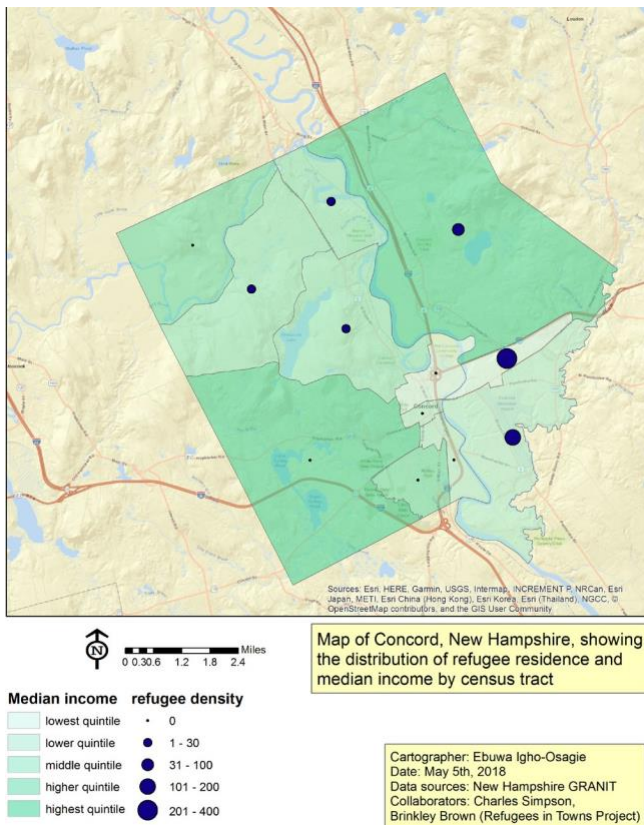 Loudon
Concord
Sources: Esri, HERE, Garmin, USGS, Intermap, INCREMENT P, NRCan, Esri
Japan, METI, Esri China (Hong Kong), Esri Korea, Esri (Thailand), NGCC, ©
OpenStreetMap contributors, and the GIS User Community
N
0 0.30.6 1.2 1.8 2.4 Miles
Map of Concord, New Hampshire, showing
the distribution of refugee residence and
median income by census tract
Median income refugee density
lowest quintile 0
lower quintile 1 - 30
middle quintile 31 - 100
higher quintile 101 - 200
highest quintile 201 - 400
Cartographer: Ebuwa Igho-Osagie
Date: May 5th, 2018
Data sources: New Hampshire GRANIT
Collaborators: Charles Simpson,
Brinkley Brown (Refugees in Towns Project)